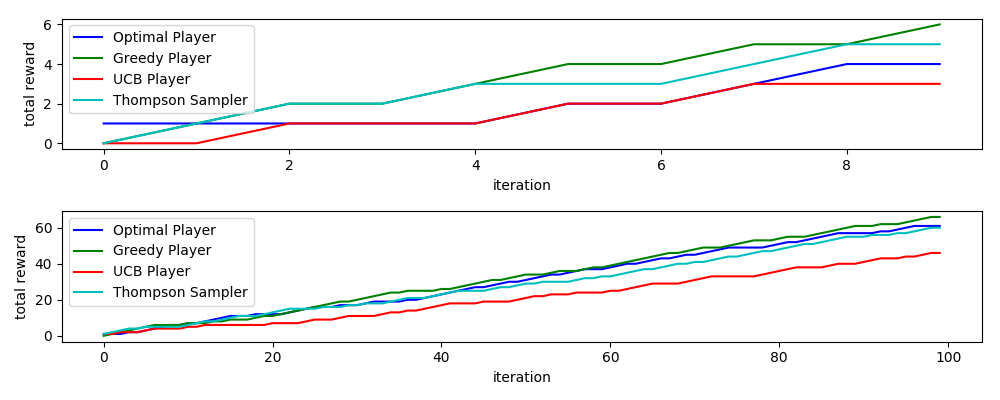 6
4
2
0
total reward
Optimal Player
Greedy Player
UCB Player
Thompson Sampler
0 2 4 6 8
iteration
60
40
20
0
total reward
Optimal Player
Greedy Player
UCB Player
Thompson Sampler
0 20 40 60 80 100
iteration